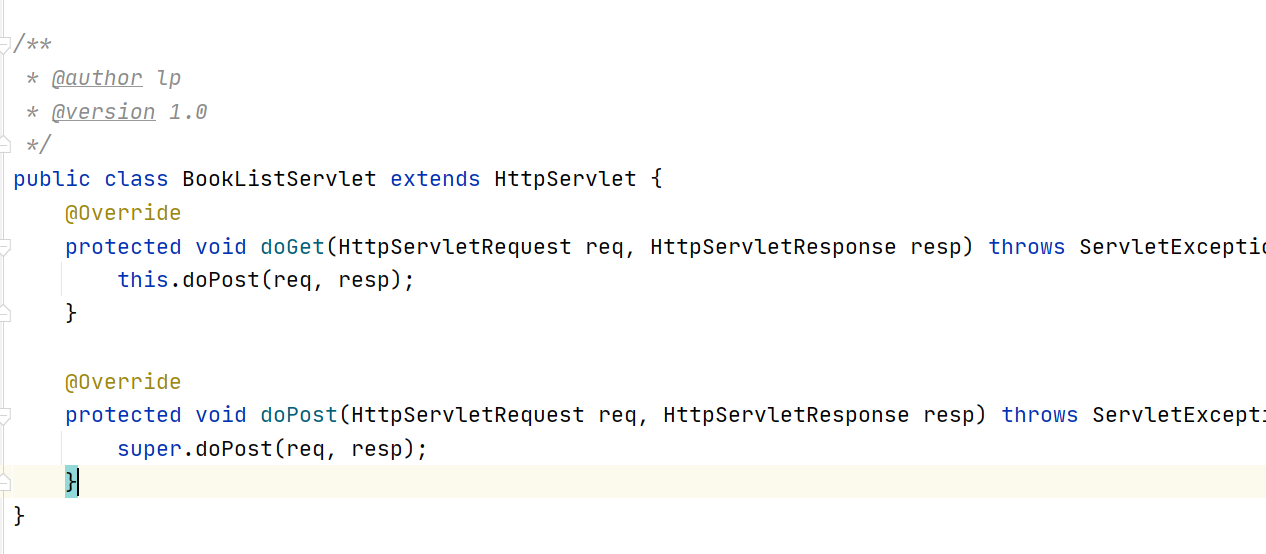 /**
 * @author lp
 * @version 1.0
 */
public class BookListServlet extends HttpServlet {
    @Override
    protected void doGet(HttpServletRequest req, HttpServletResponse resp) throws ServletExceptio
        this.doPost(req, resp);
    }
    @Override
    protected void doPost(HttpServletRequest req, HttpServletResponse resp) throws ServletExcepti
        super.doPost(req, resp);
    }
}